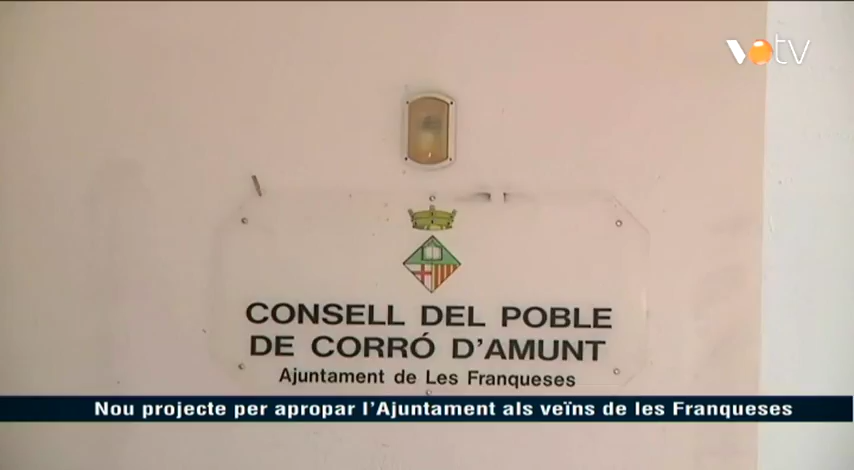 votv
CONSELL DEL POBLE
DE CORRÓ D'AMUNT
Ajuntament de Les Franqueses
Nou projecte per apropar l'Ajuntament als veïns de les Franqueses